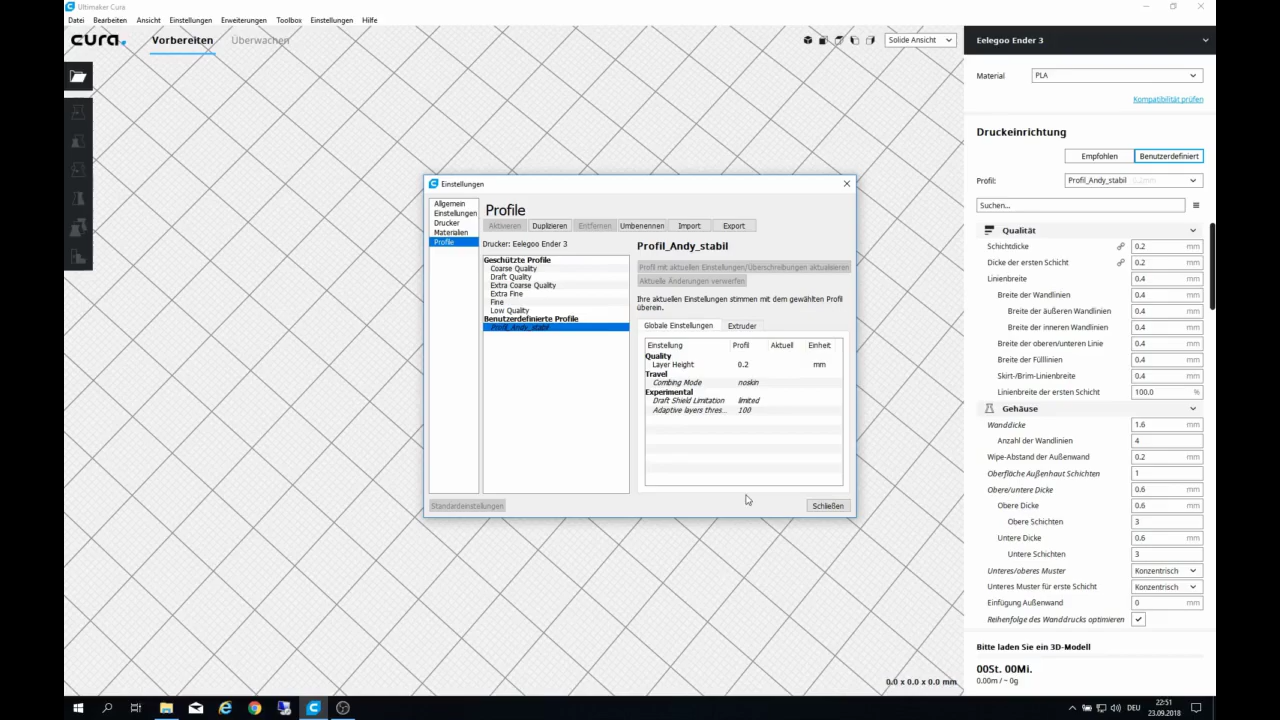 Ultimaker Cura
Datei Bearbeiten Ansicht Einstellungen Erweiterungen Toolbox Einstellungen Hilfe
cura. Vorbereiten Überwachen
Solide Ansicht
Eelegoo Ender 3
Material PLA
Kompatibilität prüfen
Druckeinrichtung
Empfohlen Benutzerdefiniert
Profil: Profil_Andy_stabil 0.2mm
Suchen...
Qualität
Schichtdicke 0.2 mm
Dicke der ersten Schicht 0.2 mm
Linienbreite 0.4 mm
Breite der Wandlinien 0.4 mm
Breite der äußeren Wandlinien 0.4 mm
Breite der inneren Wandlinien 0.4 mm
Breite der oberen/unteren Linie 0.4 mm
Breite der Fülllinien 0.4 mm
Skirt-/Brim-Linienbreite 0.4 mm
Linienbreite der ersten Schicht 100.0 %
Gehäuse
Wanddicke 1.6 mm
Anzahl der Wandlinien 4
Wipe-Abstand der Außenwand 0.2 mm
Oberfläche Außenhaut Schichten 1
Obere/untere Dicke 0.6 mm
Obere Dicke 0.6 mm
Obere Schichten 3
Untere Dicke 0.6 mm
Untere Schichten 3
Unteres/oberes Muster Konzentrisch
Unteres Muster für erste Schicht Konzentrisch
Einfügung Außenwand 0 mm
Reihenfolge des Wanddrucks optimieren
Bitte laden Sie ein 3D-Modell
00St. 00Mi.
0.00m / ~ 0g
Einstellungen
Allgemein
Einstellungen
Drucker
Materialien
Profile
Profile
Aktivieren Duplizieren Entfernen Umbenennen Import Export
Drucker: Eelegoo Ender 3
Geschützte Profile
Coarse Quality
Draft Quality
Extra Coarse Quality
Extra Fine
Fine
Low Quality
Benutzerdefinierte Profile
Profil_Andy_stabil
Profil_Andy_stabil
Profil mit aktuellen Einstellungen/Überschreibungen aktualisieren
Aktuelle Änderungen verwerfen
Ihre aktuellen Einstellungen stimmen mit dem gewählten Profil
überein.
Globale Einstellungen Extruder
Einstellung Profil Aktuell Einheit
Quality
Layer Height 0.2 mm
Travel
Combing Mode noskin
Experimental
Draft Shield Limitation limited
Adaptive layers thres... 100
Standardeinstellungen Schließen
0.0 x 0.0 x 0.0 mm
DEU
22:51
23.09.2018